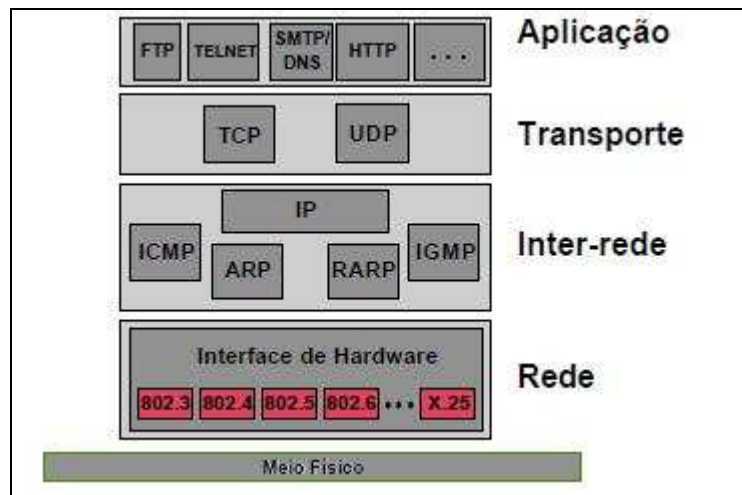 Aplicação
FTP TELNET SMTP/ DNS HTTP ...
Transporte
TCP UDP
Inter-rede
IP
ICMP ARP RARP IGMP
Rede
Interface de Hardware
802.3 802.4 802.5 802.6 ... X.25
Meio Físico